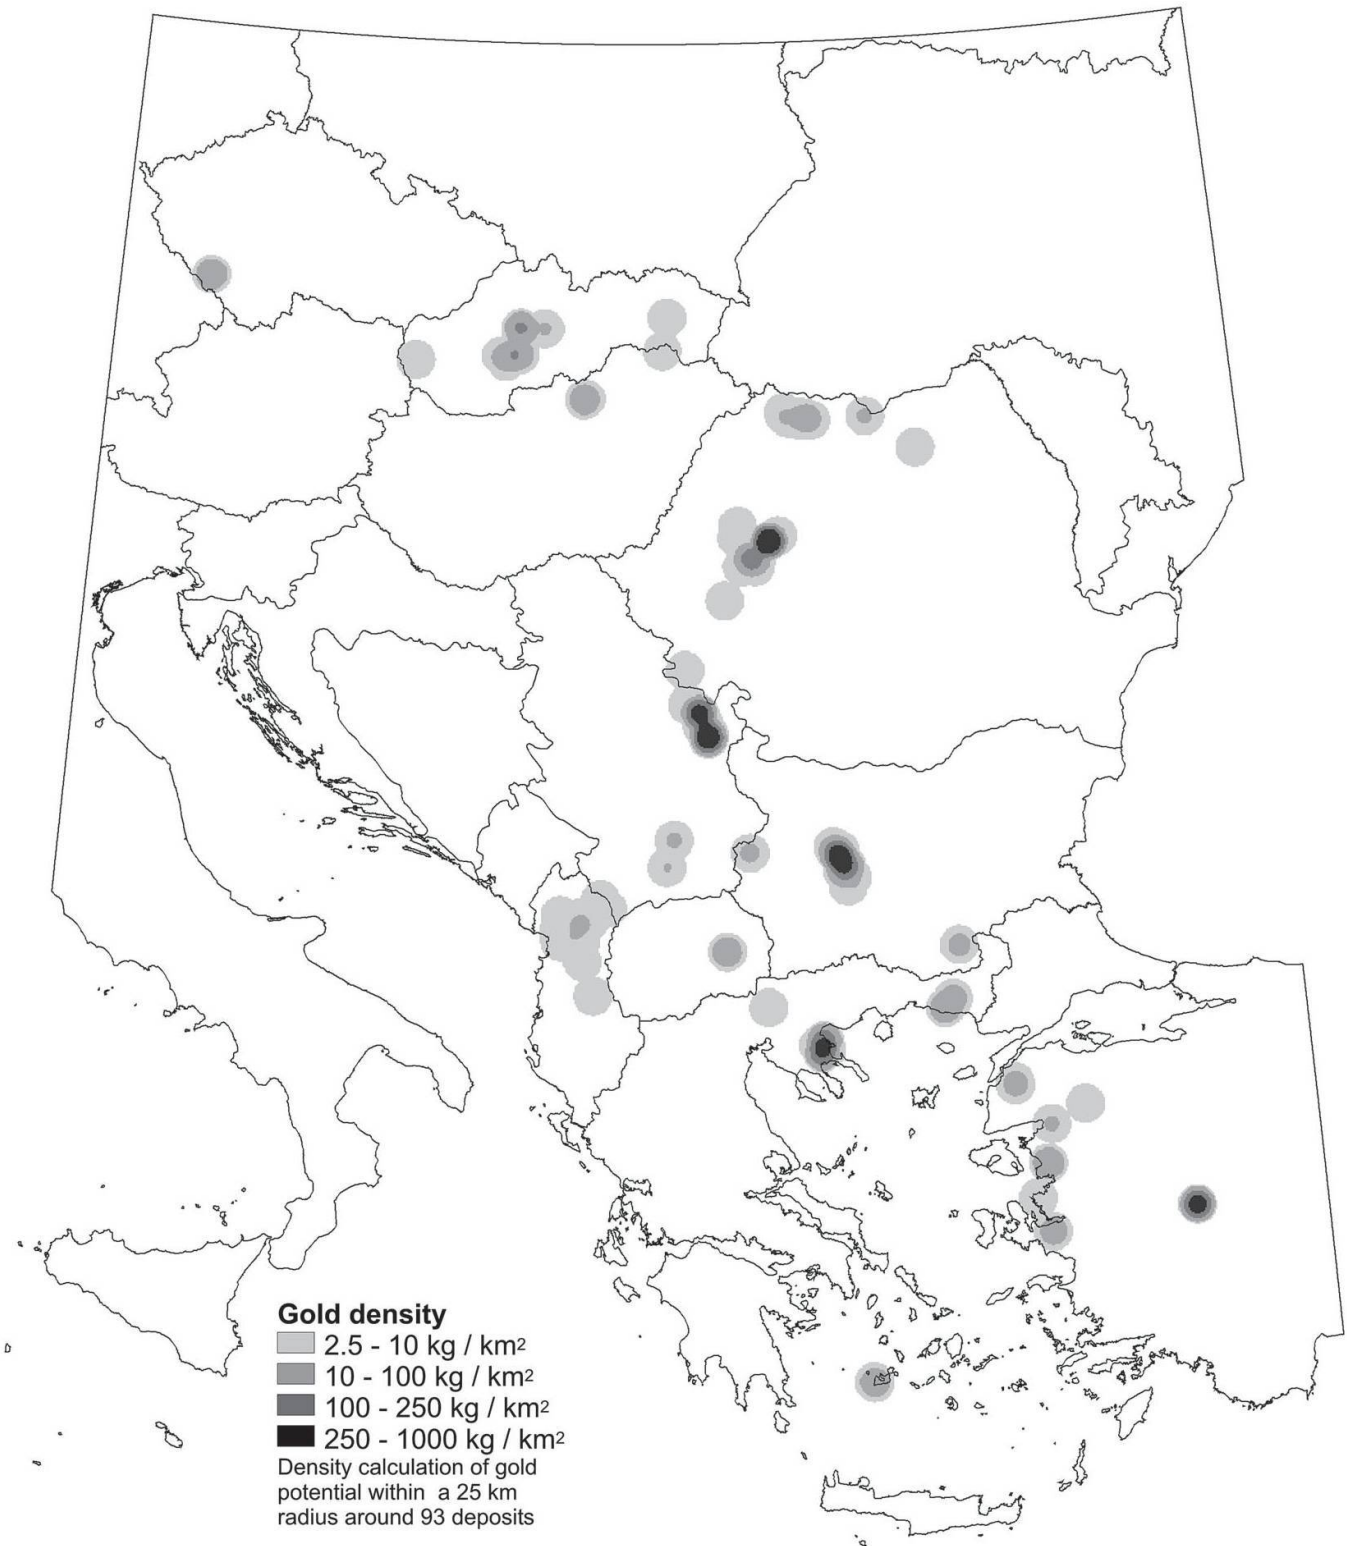 Gold density
2.5 - 10 kg / km²
10 - 100 kg / km²
100 - 250 kg / km²
250 - 1000 kg / km²
Density calculation of gold
potential within a 25 km
radius around 93 deposits